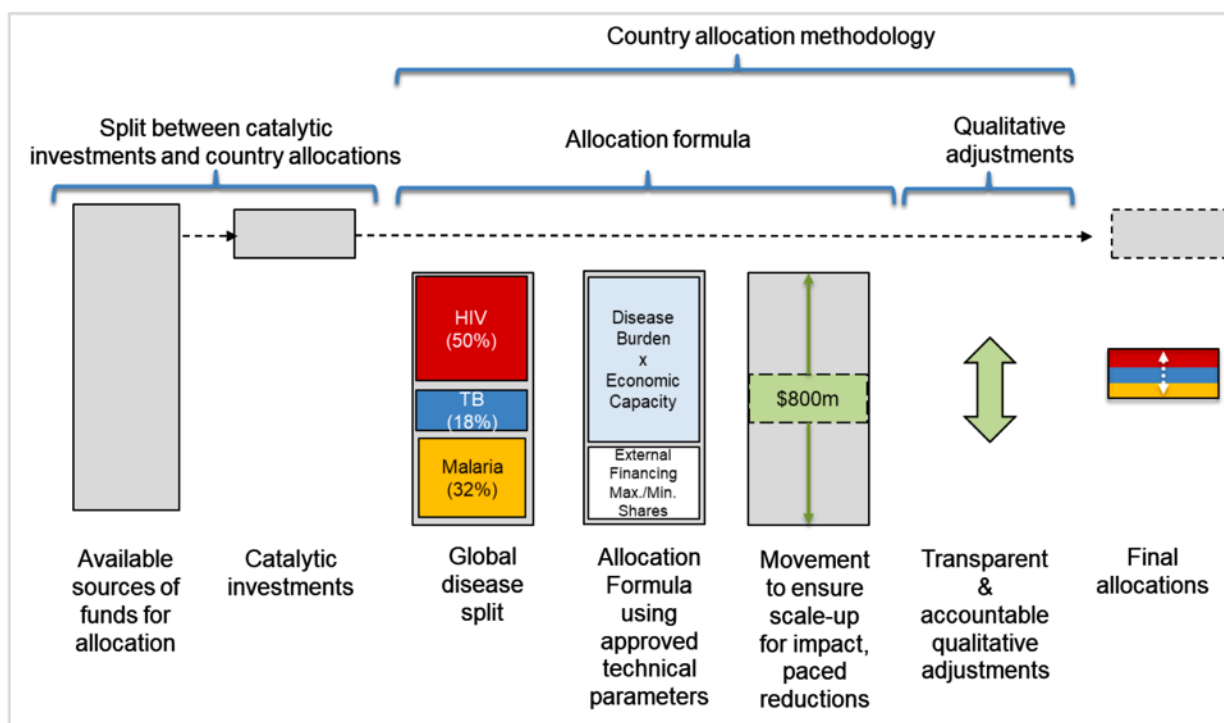 Country allocation methodology
Split between catalytic
investments and country allocations
Allocation formula
Qualitative
adjustments
HIV
(50%)
TB
(18%)
Malaria
(32%)
Disease
Burden
x
Economic
Capacity
External
Financing
Max./Min.
Shares
$800m
Available
sources of
funds for
allocation
Catalytic
investments
Global
disease
split
Allocation
Formula
using
approved
technical
parameters
Movement
to ensure
scale-up
for impact,
paced
reductions
Transparent
&
accountable
qualitative
adjustments
Final
allocations